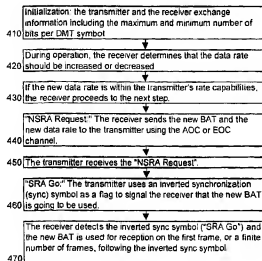 Initialization: the transmitter and the receiver exchange
information including the maximum and minimum number of
410 bits per DMT symbol
During operation, the receiver determines that the data rate
420 should be increased or decreased
If the new data rate is within the transmitter's rate capabilities,
430 the receiver proceeds to the next step.
"NSRA Request:" The receiver sends the new BAT and the
new data rate to the transmitter using the AOC or EOC
440 channel.
450 The transmitter receives the "NSRA Request".
"SRA Go:" The transmitter uses an inverted synchronization
(sync) symbol as a flag to signal the receiver that the new BAT
460 is going to be used.
The receiver detects the inverted sync symbol ("SRA Go") and
the new BAT is used for reception on the first frame, or a finite
number of frames, following the inverted sync symbol
470